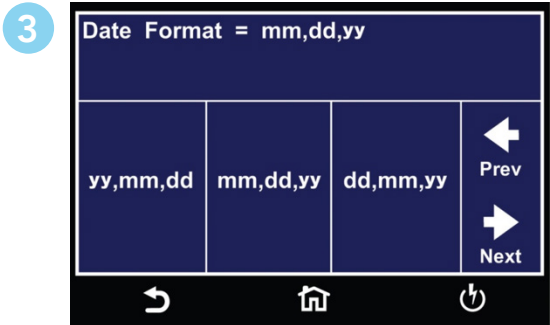 3
Date Format = mm,dd,yy
yy,mm,dd
mm,dd,yy
dd,mm,yy
Prev
Next